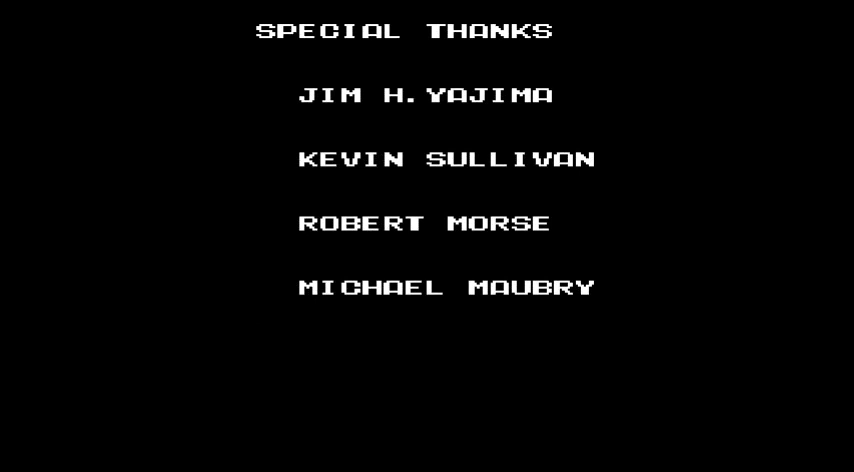 SPECIAL THANKS
JIM H.YAJIMA
KEVIN SULLIVAN
ROBERT MORSE
MICHAEL MAUBRY